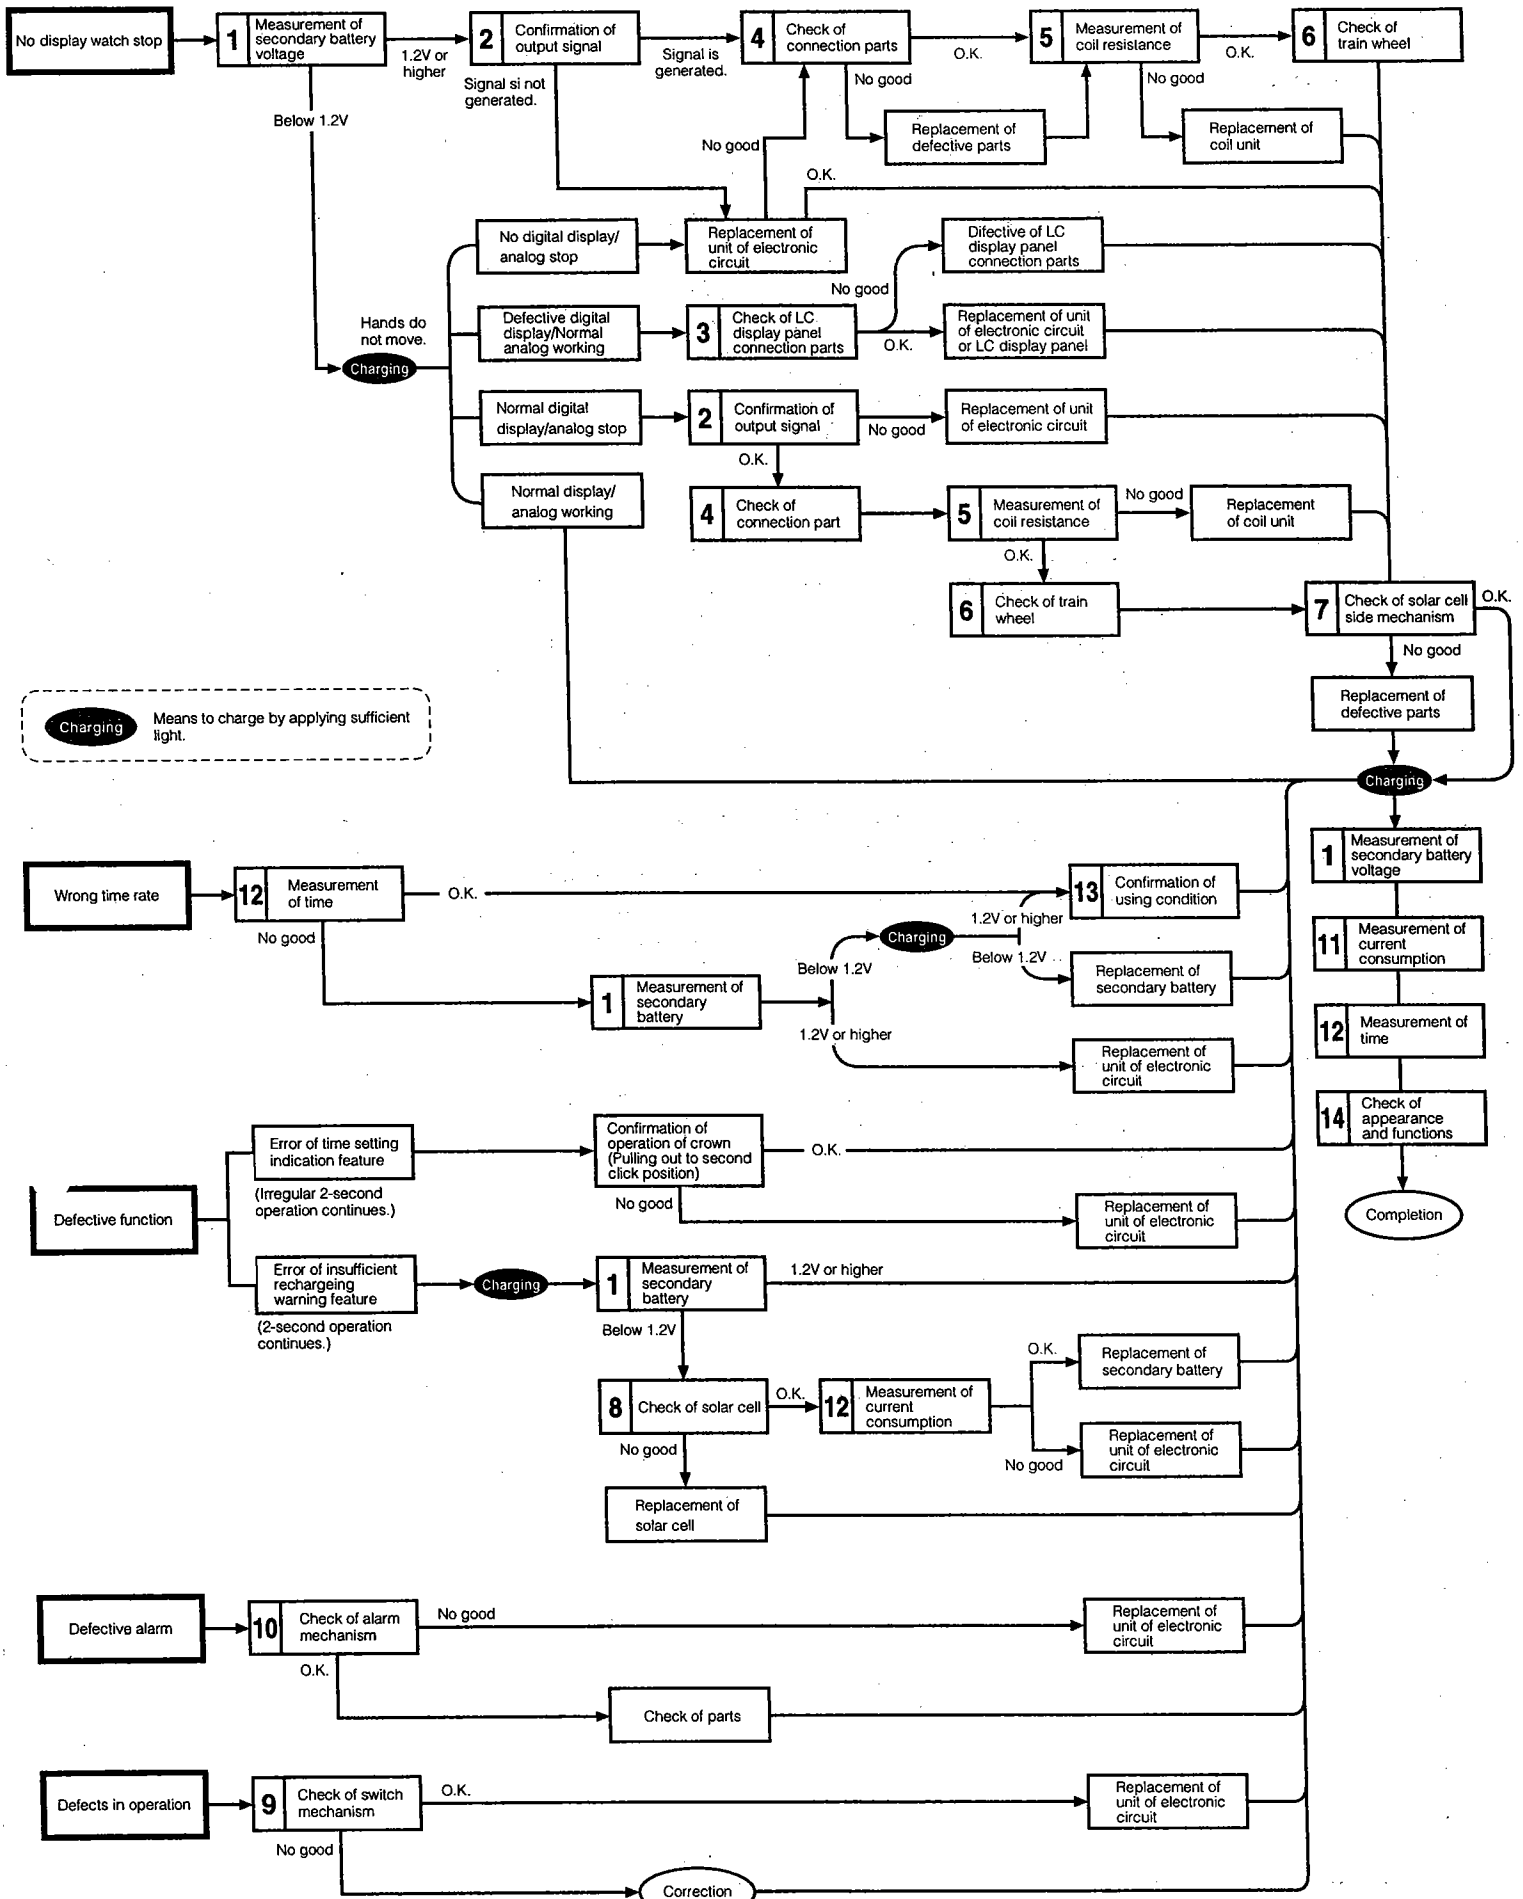 No display watch stop
1
Measurement of
secondary battery
voltage
1.2V or
higher
2
Confirmation of
output signal
Signal is
generated.
4
Check of
connection parts
O.K.
5
Measurement of
coil resistance
O.K.
6
Check of
train wheel
Signal si not
generated.
No good
No good
Below 1.2V
Replacement of
defective parts
Replacement of
coil unit
No good
O.K.
No digital display/
analog stop
Replacement of
unit of electronic
circuit
Difective of LC
display panel
connection parts
No good
Hands do
not move.
Charging
Defective digital
display/Normal
analog working
3
Check of LC
display panel
connection parts
O.K.
Replacement of unit
of electronic circuit
or LC display panel
Normal digital
display/analog stop
2
Confirmation of
output signal
No good
Replacement of unit
of electronic circuit
O.K.
Normal display/
analog working
4
Check of
connection part
5
Measurement of
coil resistance
No good
Replacement
of coil unit
O.K.
6
Check of train
wheel
7
Check of solar cell
side mechanism
O.K.
No good
Replacement of
defective parts
Charging
Means to charge by applying sufficient
light.
Charging
1
Measurement of
secondary battery
voltage
11
Measurement of
current
consumption
12
Measurement of
time
14
Check of
appearance
and functions
Completion
Wrong time rate
12
Measurement
of time
O.K.
13
Confirmation of
using condition
No good
1.2V or higher
Charging
Below 1.2V
Below 1.2V
Replacement of
secondary battery
1
Measurement of
secondary
battery
1.2V or higher
Replacement of
unit of electronic
circuit
Defective function
Error of time setting
indication feature
(Irregular 2-second
operation continues.)
Confirmation of
operation of crown
(Pulling out to second
click position)
O.K.
No good
Replacement of
unit of electronic
circuit
Error of insufficient
rechargeing
warning feature
(2-second operation
continues.)
Charging
1
Measurement of
secondary
battery
1.2V or higher
Below 1.2V
8
Check of solar cell
O.K.
12
Measurement of
current
consumption
O.K.
Replacement of
secondary battery
No good
Replacement of
unit of electronic
circuit
No good
Replacement of
solar cell
Defective alarm
10
Check of alarm
mechanism
No good
Replacement of
unit of electronic
circuit
O.K.
Check of parts
Defects in operation
9
Check of switch
mechanism
O.K.
Replacement of
unit of electronic
circuit
No good
Correction